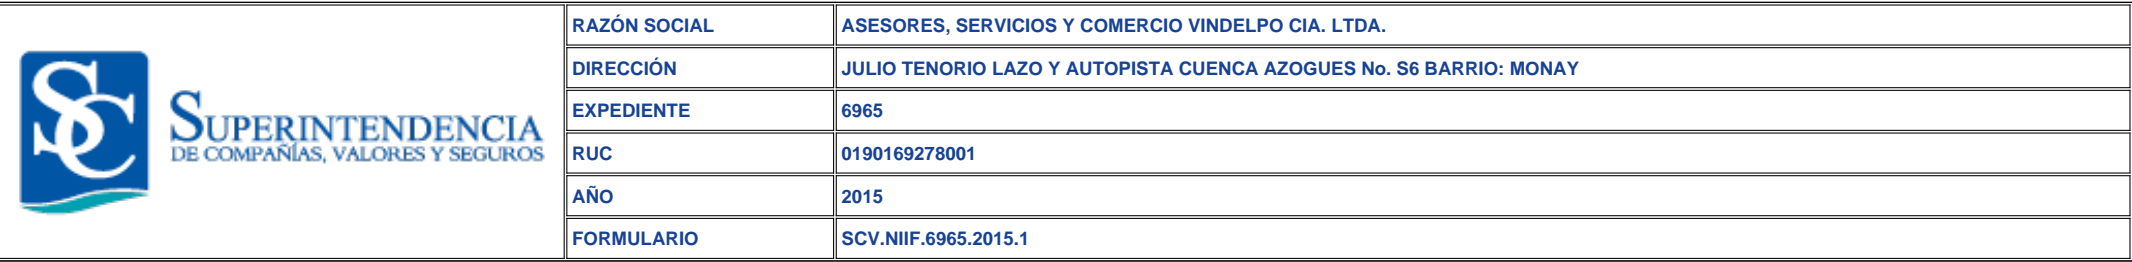 SC
SUPERINTENDENCIA
DE COMPAÑÍAS, VALORES Y SEGUROS
RAZÓN SOCIAL ASESORES, SERVICIOS Y COMERCIO VINDELPO CIA. LTDA.
DIRECCIÓN JULIO TENORIO LAZO Y AUTOPISTA CUENCA AZOGUES No. S6 BARRIO: MONAY
EXPEDIENTE 6965
RUC 0190169278001
AÑO 2015
FORMULARIO SCV.NIIF.6965.2015.1